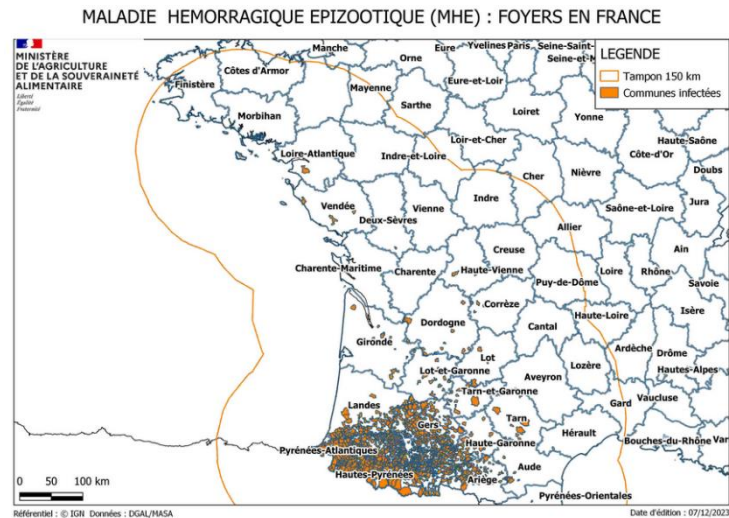 MALADIE HEMORRAGIQUE EPIZOOTIQUE (MHE) : FOYERS EN FRANCE
MINISTÈRE
DE L'AGRICULTURE
ET DE LA SOUVERAINETÉ
ALIMENTAIRE
Liberté
Égalité
Fraternité
LEGENDE
Tampon 150 km
Communes infectées
Manche
Orne
Eure
Yvelines
Paris
Seine-Saint-
Seine-et-M
Finistère
Côtes d'Armor
Mayenne
Eure-et-Loir
Sarthe
Morbihan
Loiret
Yonne
Loir-et-Cher
Haute-Saône
Loire-Atlantique
Indre-et-Loire
Côte-d'Or
Cher
Nièvre
Doubs
Vendée
Deux-Sèvres
Vienne
Indre
Saône-et-Loire
Jura
Allier
Creuse
Ain
Charente-Maritime
Charente
Haute-Vienne
Puy-de-Dôme
Loire
Rhône
Savoie
Corrèze
Isère
Dordogne
Cantal
Haute-Loire
Gironde
Ardèche
Drôme
Lot
Lot-et-Garonne
Lozère
Hautes-Alpes
Aveyron
Tarn-et-Garonne
Landes
Gard
Vaucluse
Gers
Tarn
Hérault
Bouches-du-Rhône
Var
Pyrénées-Atlantiques
Haute-Garonne
Aude
Hautes-Pyrénées
Ariège
Pyrénées-Orientales
0 50 100 km
Référentiel : © IGN Données : DGAL/MASA
Date d'édition : 07/12/2023